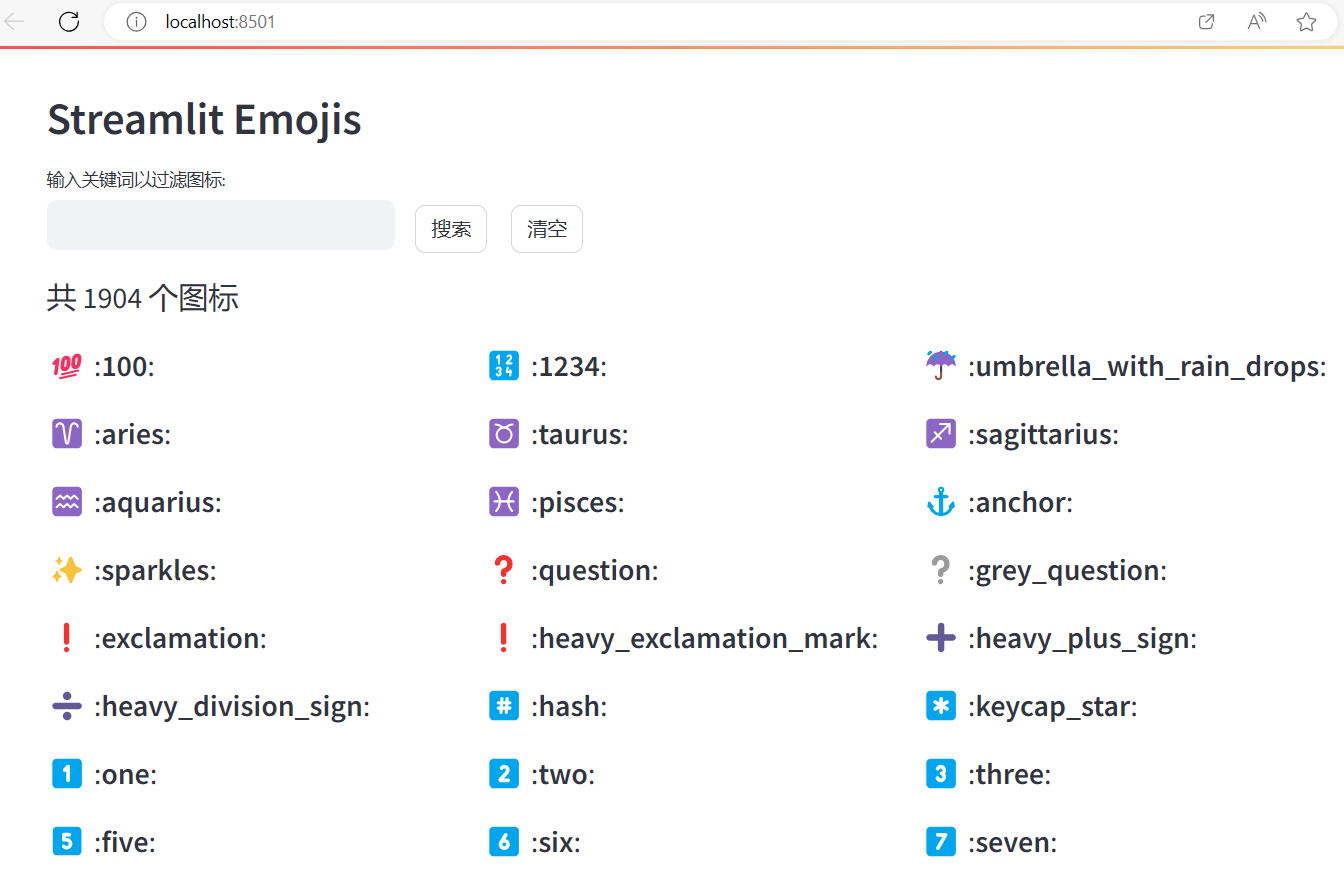 localhost:8501
Streamlit Emojis
输入关键词以过滤图标:
搜索 清空
共 1904 个图标
💯 :100: 🔢 :1234: ☔ :umbrella_with_rain_drops:
♈ :aries: ♉ :taurus: ♐ :sagittarius:
♒ :aquarius: ♓ :pisces: ⚓ :anchor:
✨ :sparkles: ❓ :question: ❔ :grey_question:
❗ :exclamation: ❗ :heavy_exclamation_mark: ➕ :heavy_plus_sign:
➗ :heavy_division_sign: #️⃣ :hash: *️⃣ :keycap_star:
1️⃣ :one: 2️⃣ :two: 3️⃣ :three:
5️⃣ :five: 6️⃣ :six: 7️⃣ :seven: